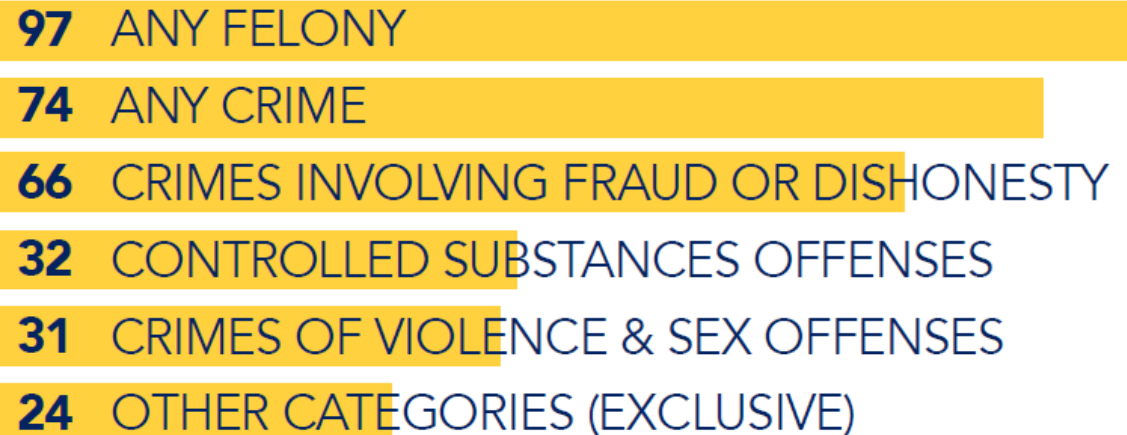 97 ANY FELONY
74 ANY CRIME
66 CRIMES INVOLVING FRAUD OR DISHONESTY
32 CONTROLLED SUBSTANCES OFFENSES
31 CRIMES OF VIOLENCE & SEX OFFENSES
24 OTHER CATEGORIES (EXCLUSIVE)